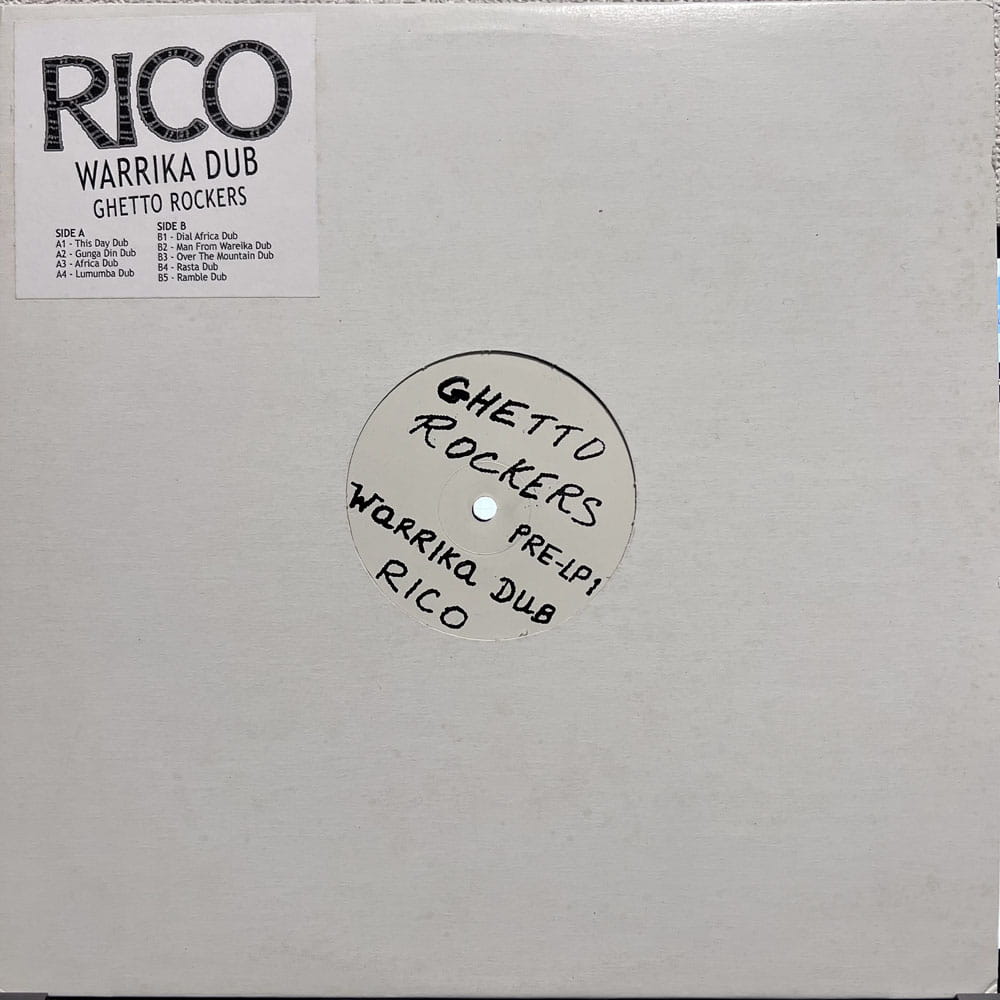 RICO
WARRIKA DUB
GHETTO ROCKERS
SIDE A
A1 - This Day Dub
A2 - Gunga Din Dub
A3 - Africa Dub
A4 - Lumumba Dub
SIDE B
B1 - Dial Africa Dub
B2 - Man From Wareika Dub
B3 - Over The Mountain Dub
B4 - Rasta Dub
B5 - Ramble Dub
GHETTO
ROCKERS
PRE-LP1
WARRIKA DUB
RICO